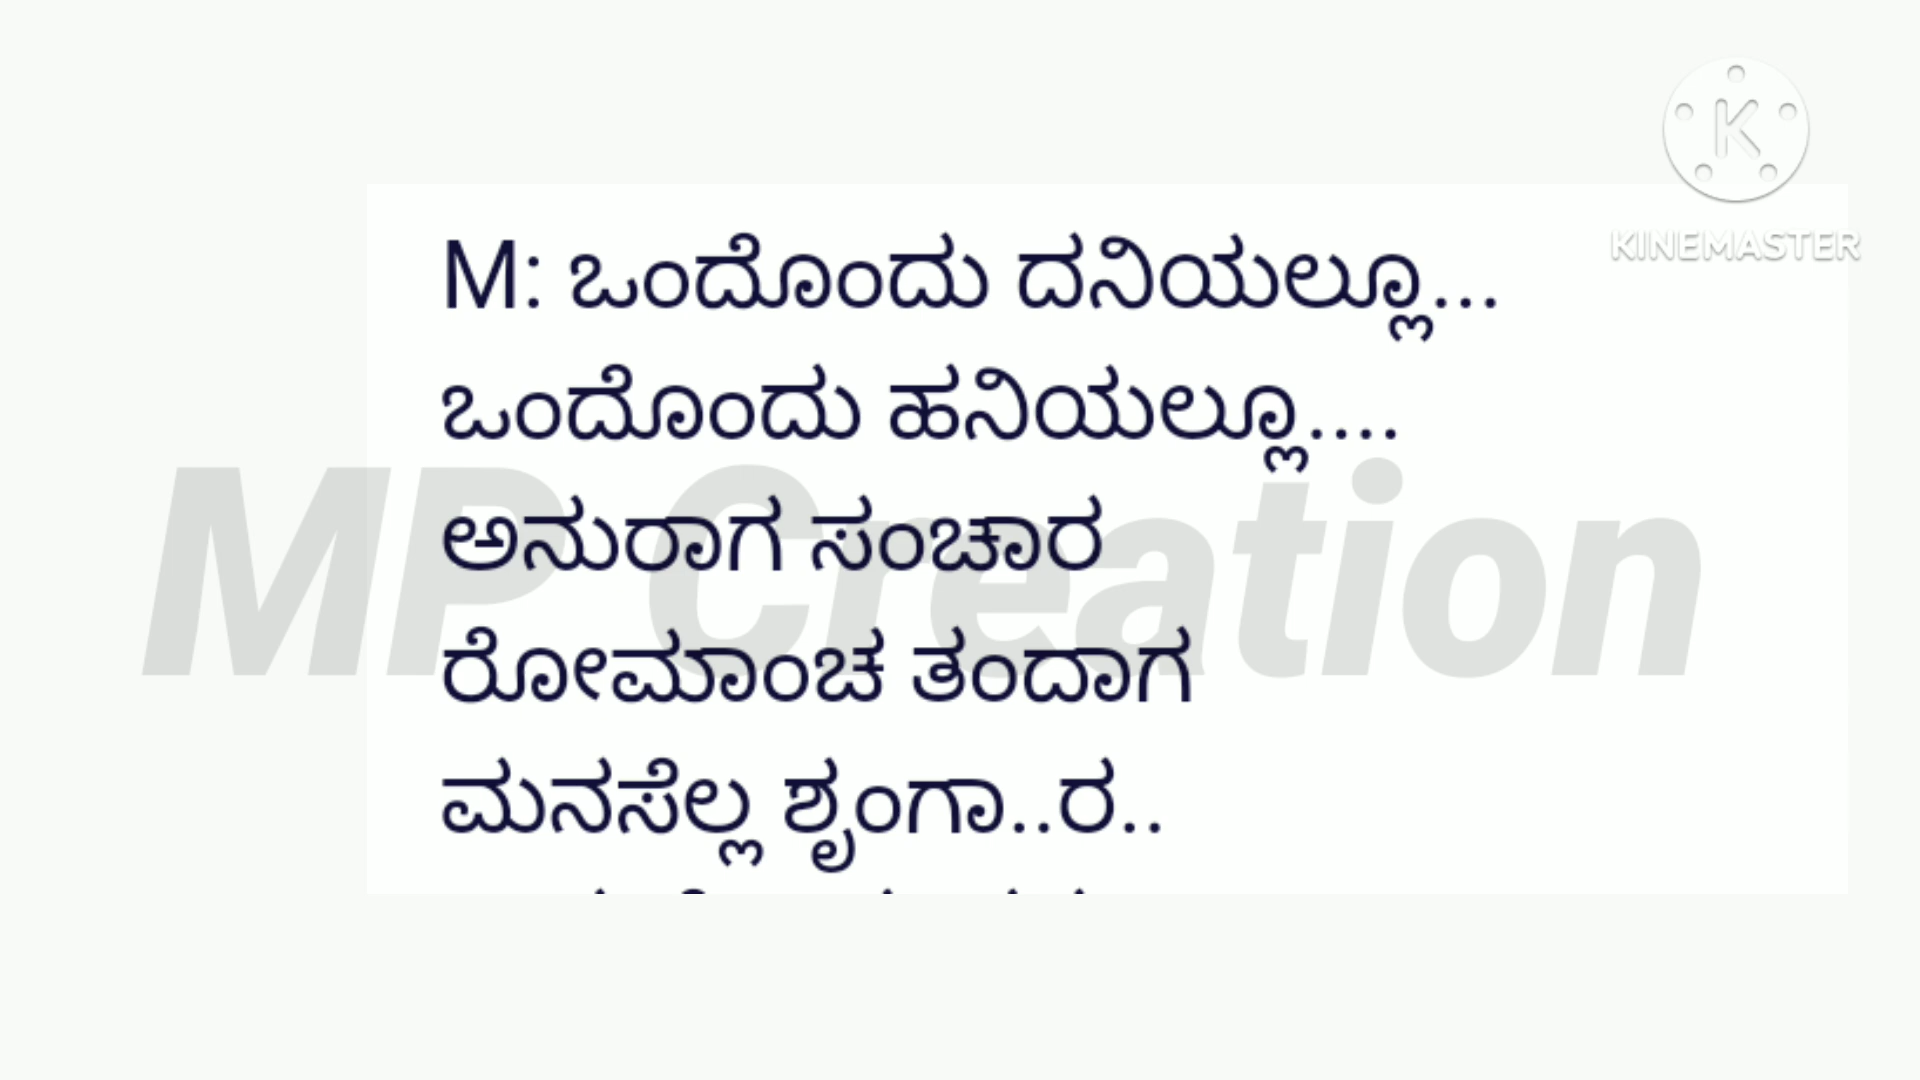 KINEMASTER
M: ಒಂದೊಂದು ದನಿಯಲ್ಲೂ...
ಒಂದೊಂದು ಹನಿಯಲ್ಲೂ....
ಅನುರಾಗ ಸಂಚಾರ
MP Creation
ರೋಮಾಂಚ ತಂದಾಗ
ಮನಸೆಲ್ಲ ಶೃಂಗಾ..ರ..